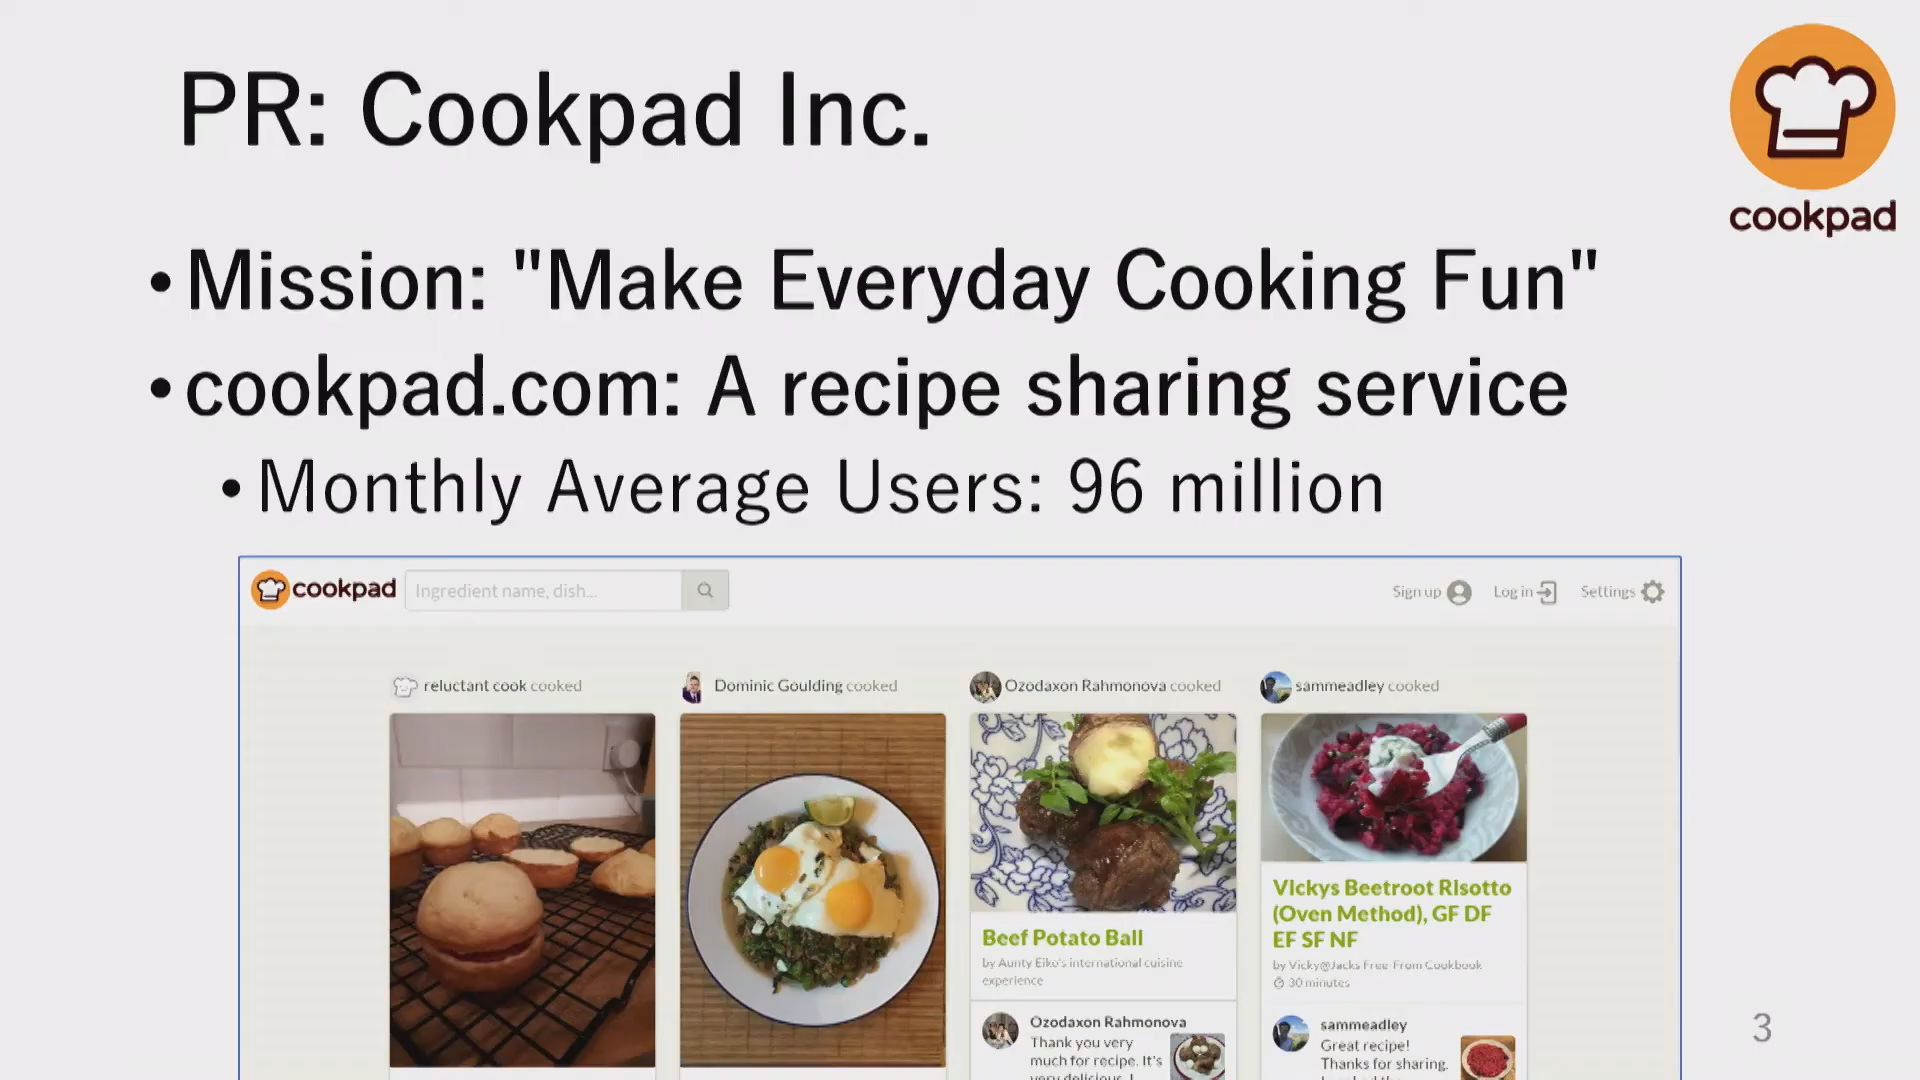 PR: Cookpad Inc.
cookpad
•Mission: "Make Everyday Cooking Fun"
•cookpad.com: A recipe sharing service
•Monthly Average Users: 96 million
cookpad
Ingredient name, dish...
Sign up
Log in
Settings
reluctant cook cooked
Dominic Goulding cooked
Ozodaxon Rahmonova cooked
sammeadley cooked
Beef Potato Ball
by Aunty Eiko's international cuisine
experience
Ozodaxon Rahmonova
Thank you very
much for recipe. It's
very delicious. I
Vickys Beetroot Risotto
(Oven Method), GF DF
EF SF NF
by Vicky@Jacks Free-From Cookbook
30 minutes
sammeadley
Great recipe!
Thanks for sharing.
3